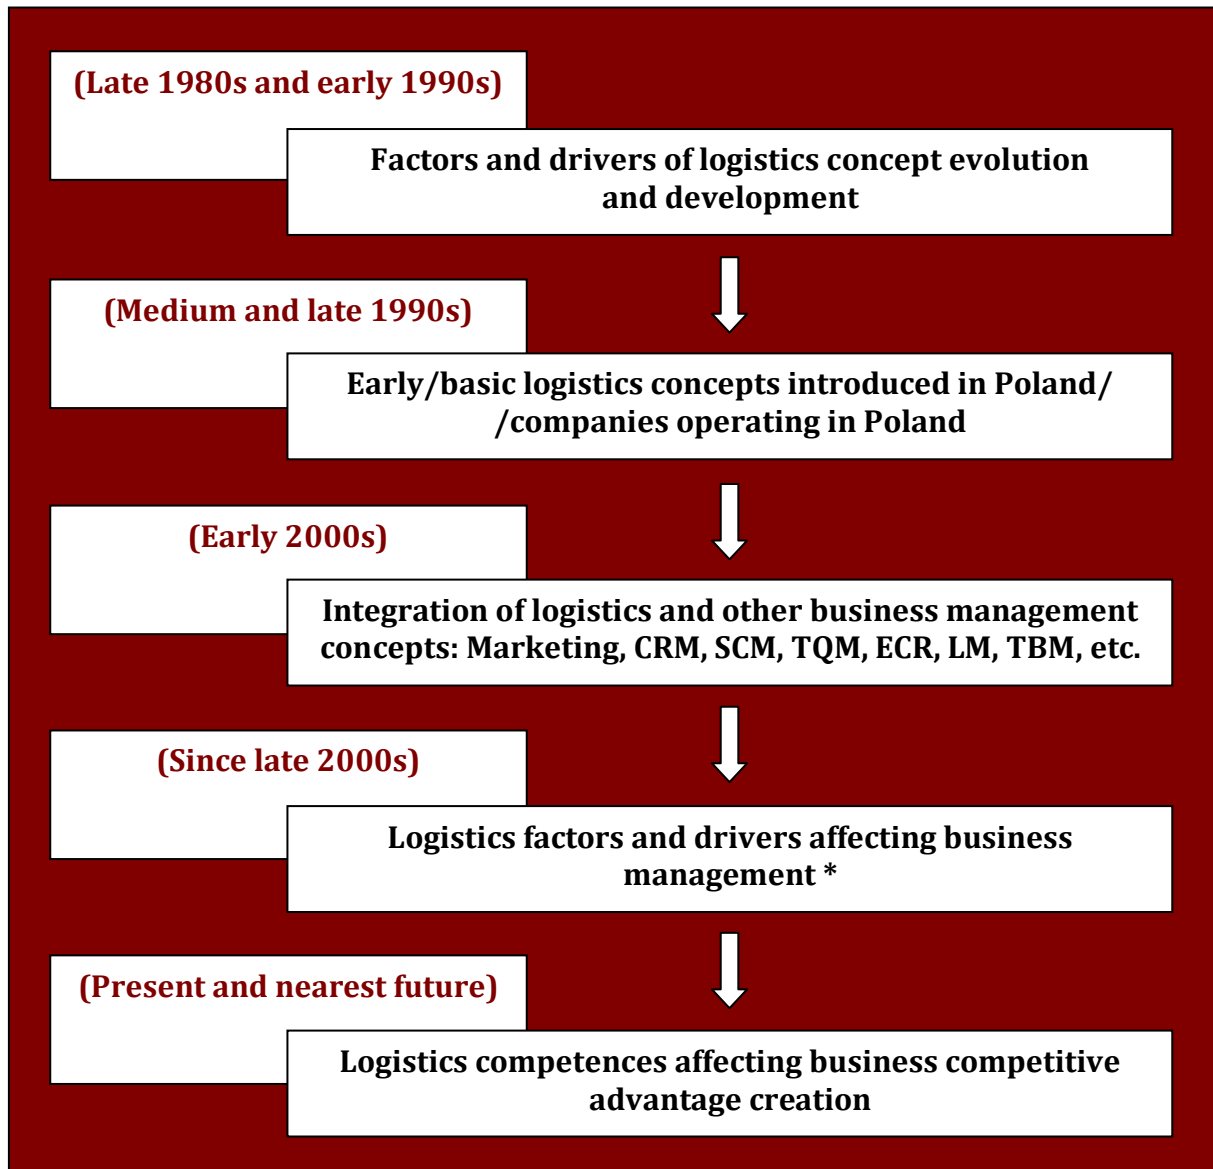 (Late 1980s and early 1990s)
Factors and drivers of logistics concept evolution
and development
(Medium and late 1990s)
Early/basic logistics concepts introduced in Poland/
/companies operating in Poland
(Early 2000s)
Integration of logistics and other business management
concepts: Marketing, CRM, SCM, TQM, ECR, LM, TBM, etc.
(Since late 2000s)
Logistics factors and drivers affecting business
management *
(Present and nearest future)
Logistics competences affecting business competitive
advantage creation